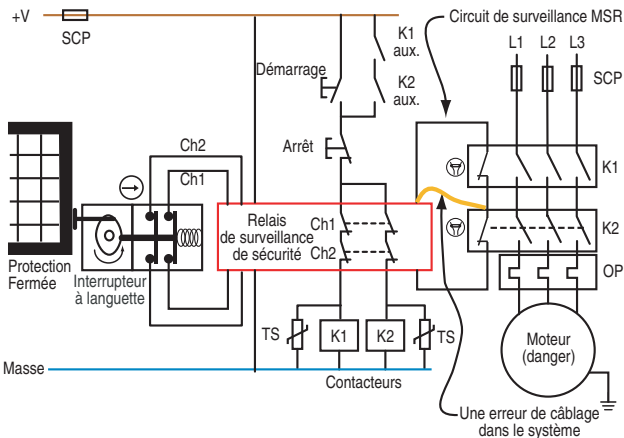 +V
SCP
K1
aux.
K2
aux.
Démarrage
Arrêt
Circuit de surveillance MSR
L1 L2 L3
SCP
K1
K2
OP
Ch2
Ch1
Protection
Fermée
Interrupteur
à languette
Relais
de surveillance
de sécurité
Ch1
Ch2
TS
K1
K2
TS
Moteur
(danger)
Masse
Contacteurs
Une erreur de câblage
dans le système